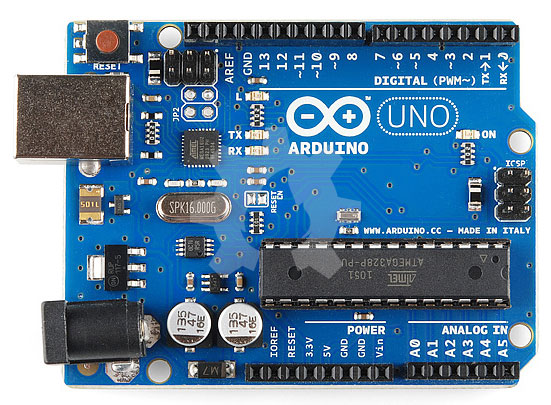 RESET
AREF
GND
13
12
~11
~10
~9
8
7
~6
~5
4
~3
2
TX→1
RX←0
DIGITAL (PWM~)
JP2
L
TX
RX
™
UNO
ARDUINO
ON
ICSP
RESET
EN
SPK16.000G
501L
WWW.ARDUINO.CC – MADE IN ITALY
ATMEL
ATMEGA328P-PU
1051
135
47
16E
135
47
16E
M7
POWER
ANALOG IN
IOREF
RESET
3.3V
5V
GND
GND
Vin
A0
A1
A2
A3
A4
A5